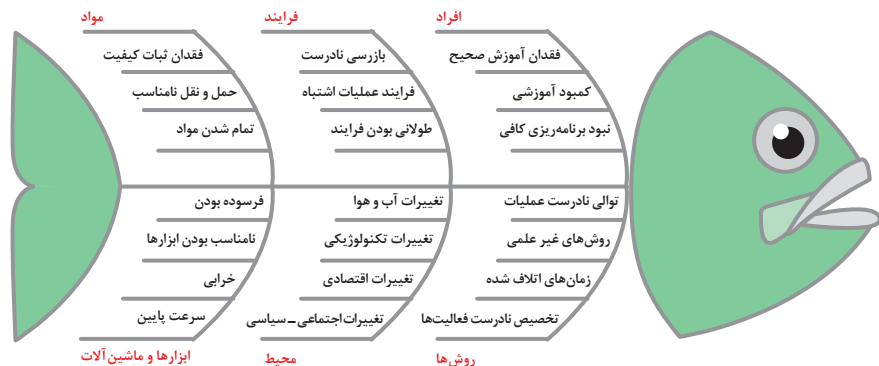 افراد
فقدان آموزش صحیح
کمبود آموزشی
نبود برنامه‌ریزی کافی
فرایند
بازرسی نادرست
فرایند عملیات اشتباه
طولانی بودن فرایند
مواد
فقدان ثبات کیفیت
حمل و نقل نامناسب
تمام شدن مواد
توالی نادرست عملیات
روش‌های غیر علمی
زمان‌های اتلاف شده
تخصیص نادرست فعالیت‌ها
روش‌ها
تغییرات آب و هوا
تغییرات تکنولوژیکی
تغییرات اقتصادی
تغییرات اجتماعی ـ سیاسی
محیط
فرسوده بودن
نامناسب بودن ابزارها
خرابی
سرعت پایین
ابزارها و ماشین آلات